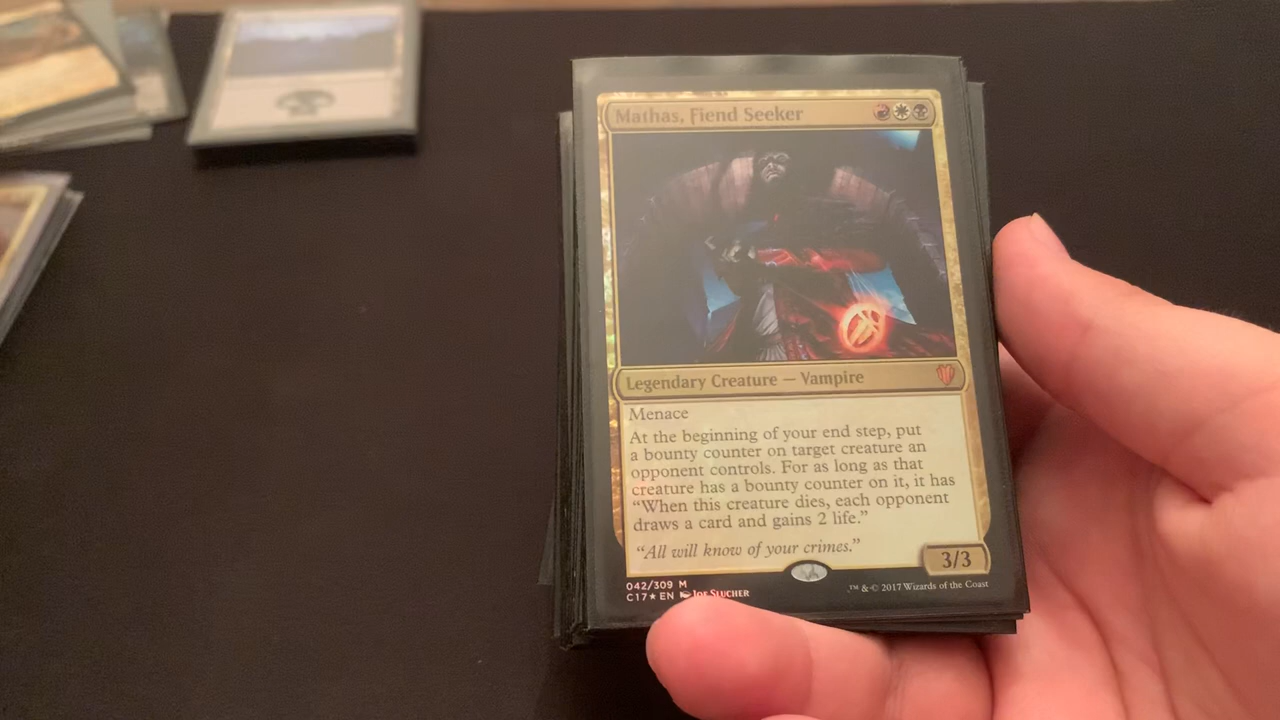 Mathas, Fiend Seeker
Legendary Creature — Vampire
Menace
At the beginning of your end step, put
a bounty counter on target creature an
opponent controls. For as long as that
creature has a bounty counter on it, it has
“When this creature dies, each opponent
draws a card and gains 2 life.”
“All will know of your crimes.”
3/3
042/309 M
C17★EN Joe Slucher
™ & © 2017 Wizards of the Coast